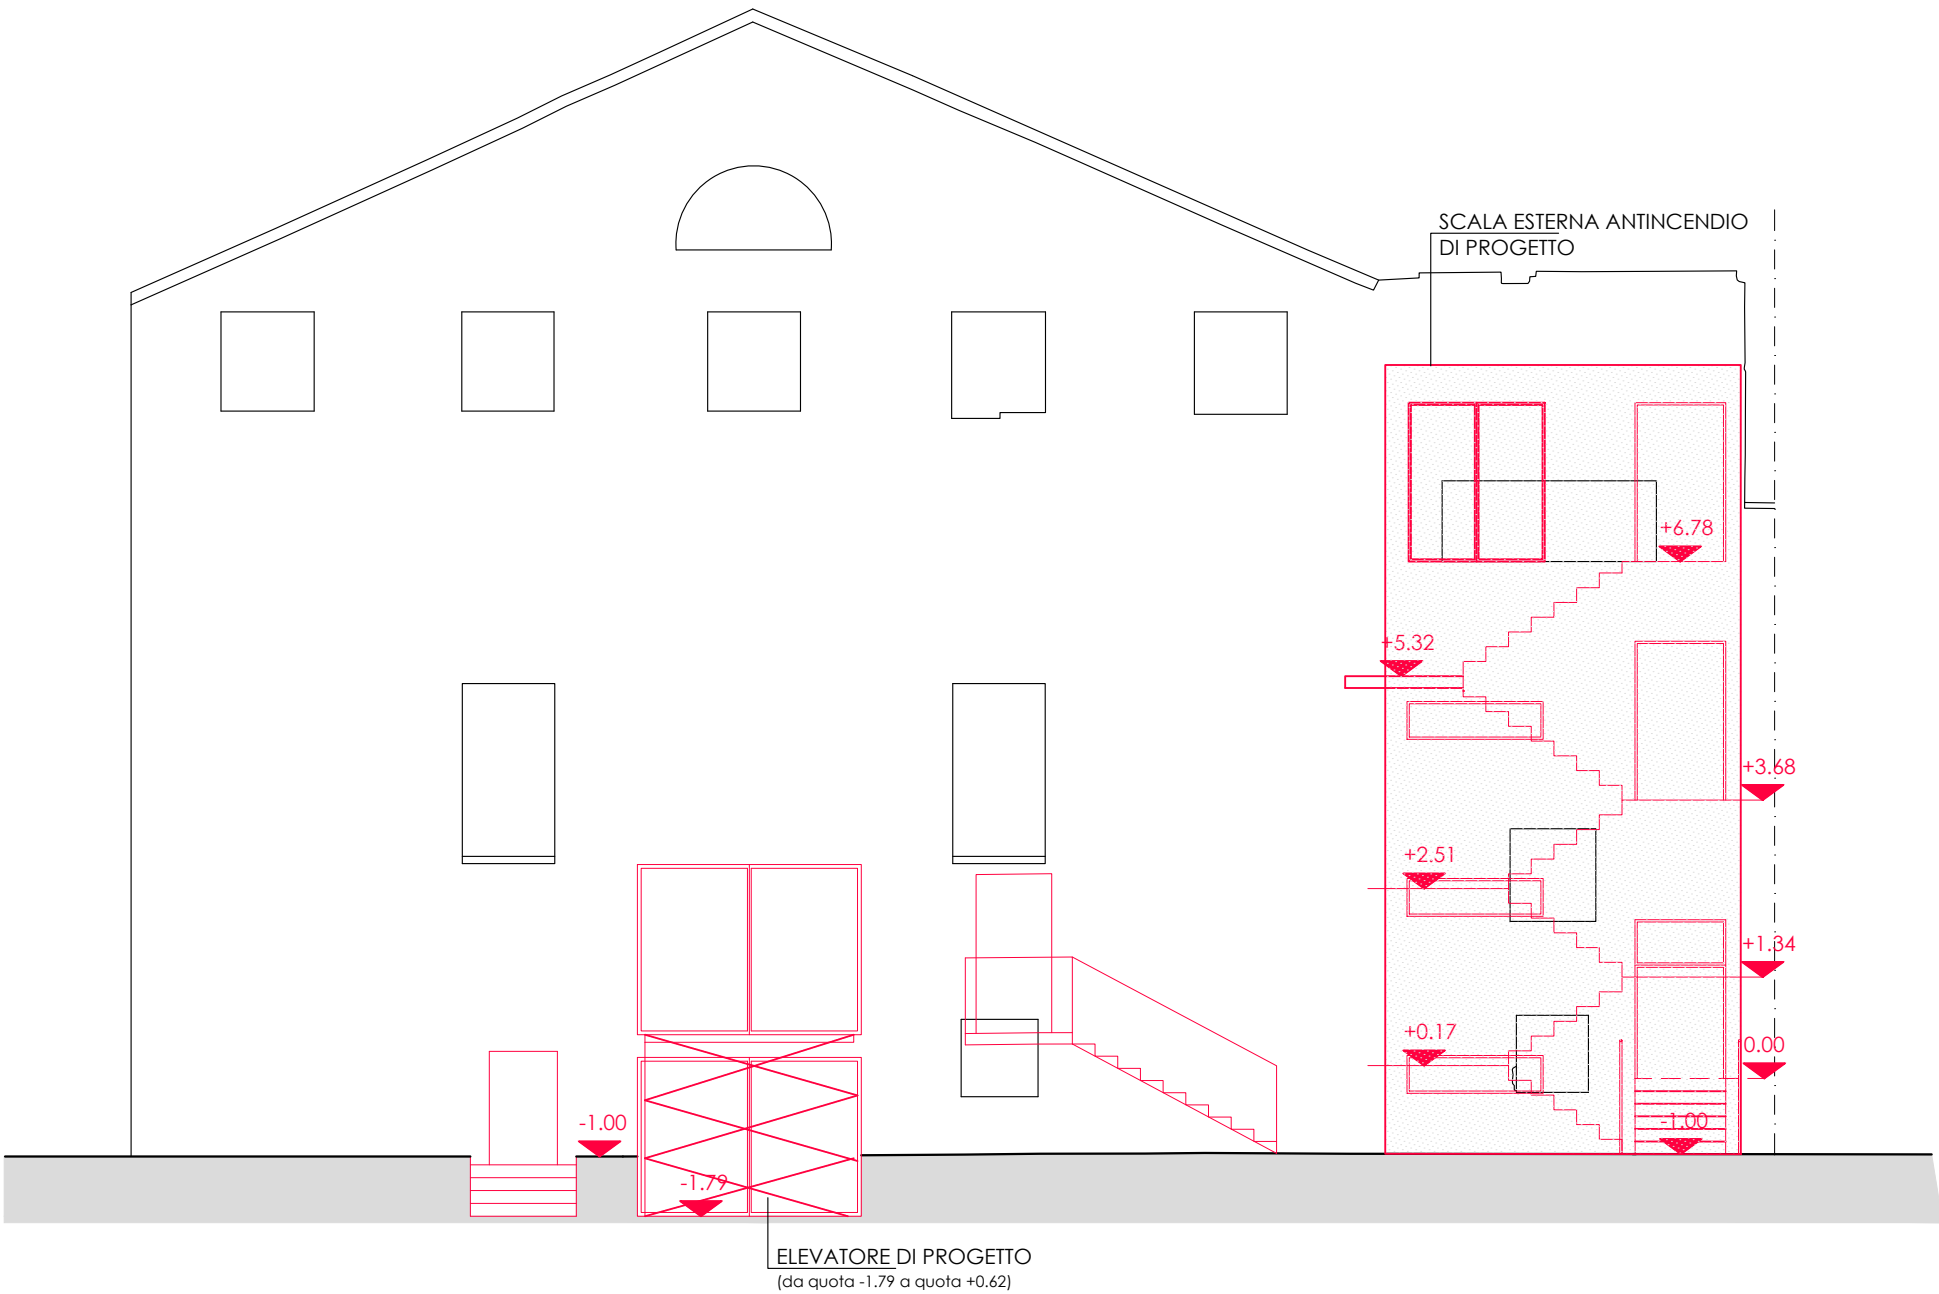 SCALA ESTERNA ANTINCENDIO
DI PROGETTO
+6.78
+5.32
+3.68
+2.51
+1.34
+0.17
0.00
-1.00
-1.00
-1.79
ELEVATORE DI PROGETTO
(da quota -1.79 a quota +0.62)